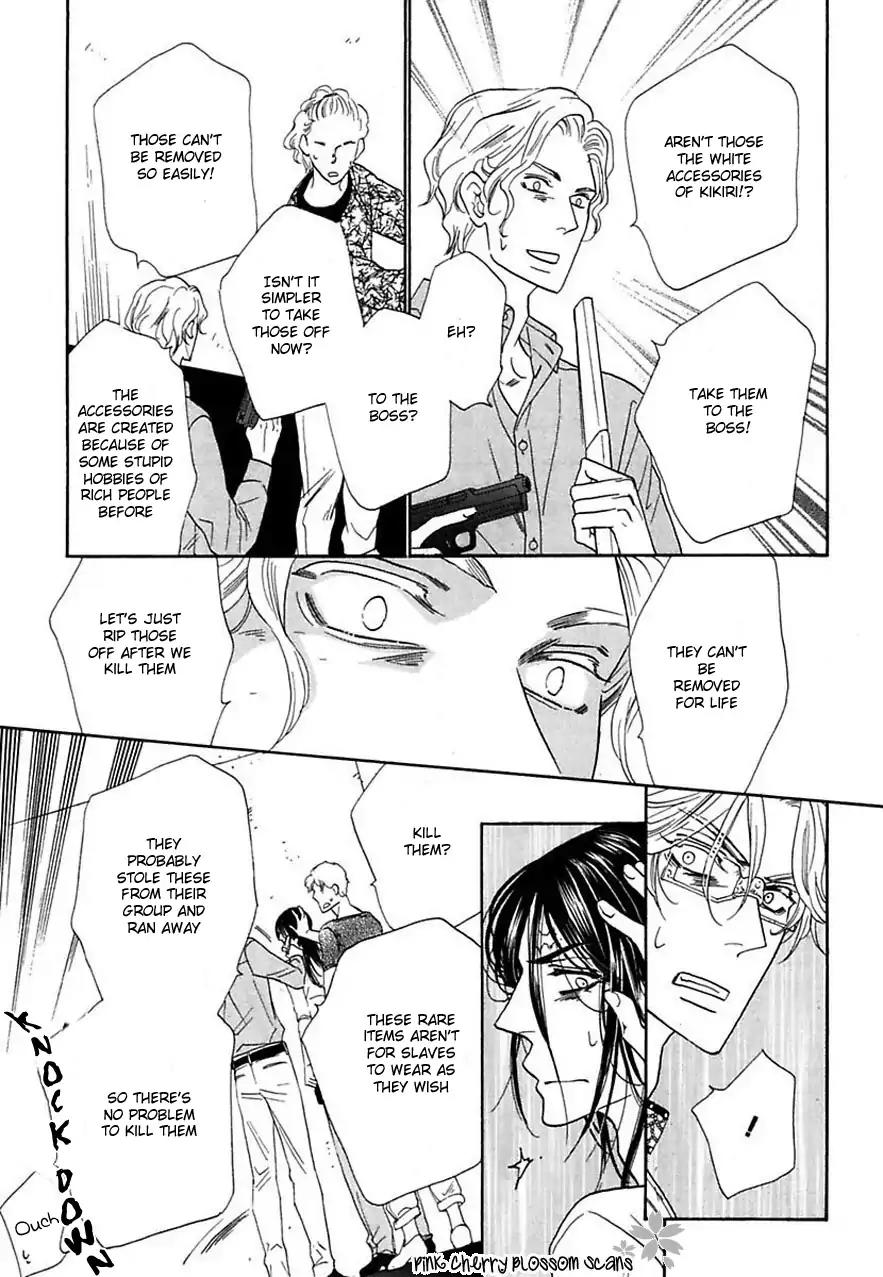 AREN'T THOSE
THE WHITE
ACCESSORIES
OF KIKIRI!?
TAKE THEM
TO THE
BOSS!
EH?
TO THE
BOSS?
THOSE CAN'T
BE REMOVED
SO EASILY!
ISN'T IT
SIMPLER
TO TAKE
THOSE OFF
NOW?
THE
ACCESSORIES
ARE CREATED
BECAUSE OF
SOME STUPID
HOBBIES OF
RICH PEOPLE
BEFORE
THEY CAN'T
BE
REMOVED
FOR LIFE
LET'S JUST
RIP THOSE
OFF AFTER WE
KILL THEM
!
KILL
THEM?
THESE RARE
ITEMS AREN'T
FOR SLAVES
TO WEAR AS
THEY WISH
THEY
PROBABLY
STOLE THESE
FROM THEIR
GROUP AND
RAN AWAY
SO THERE'S
NO PROBLEM
TO KILL THEM
KNOCK DOWN
Ouch
Pink Cherry Blossom Scans